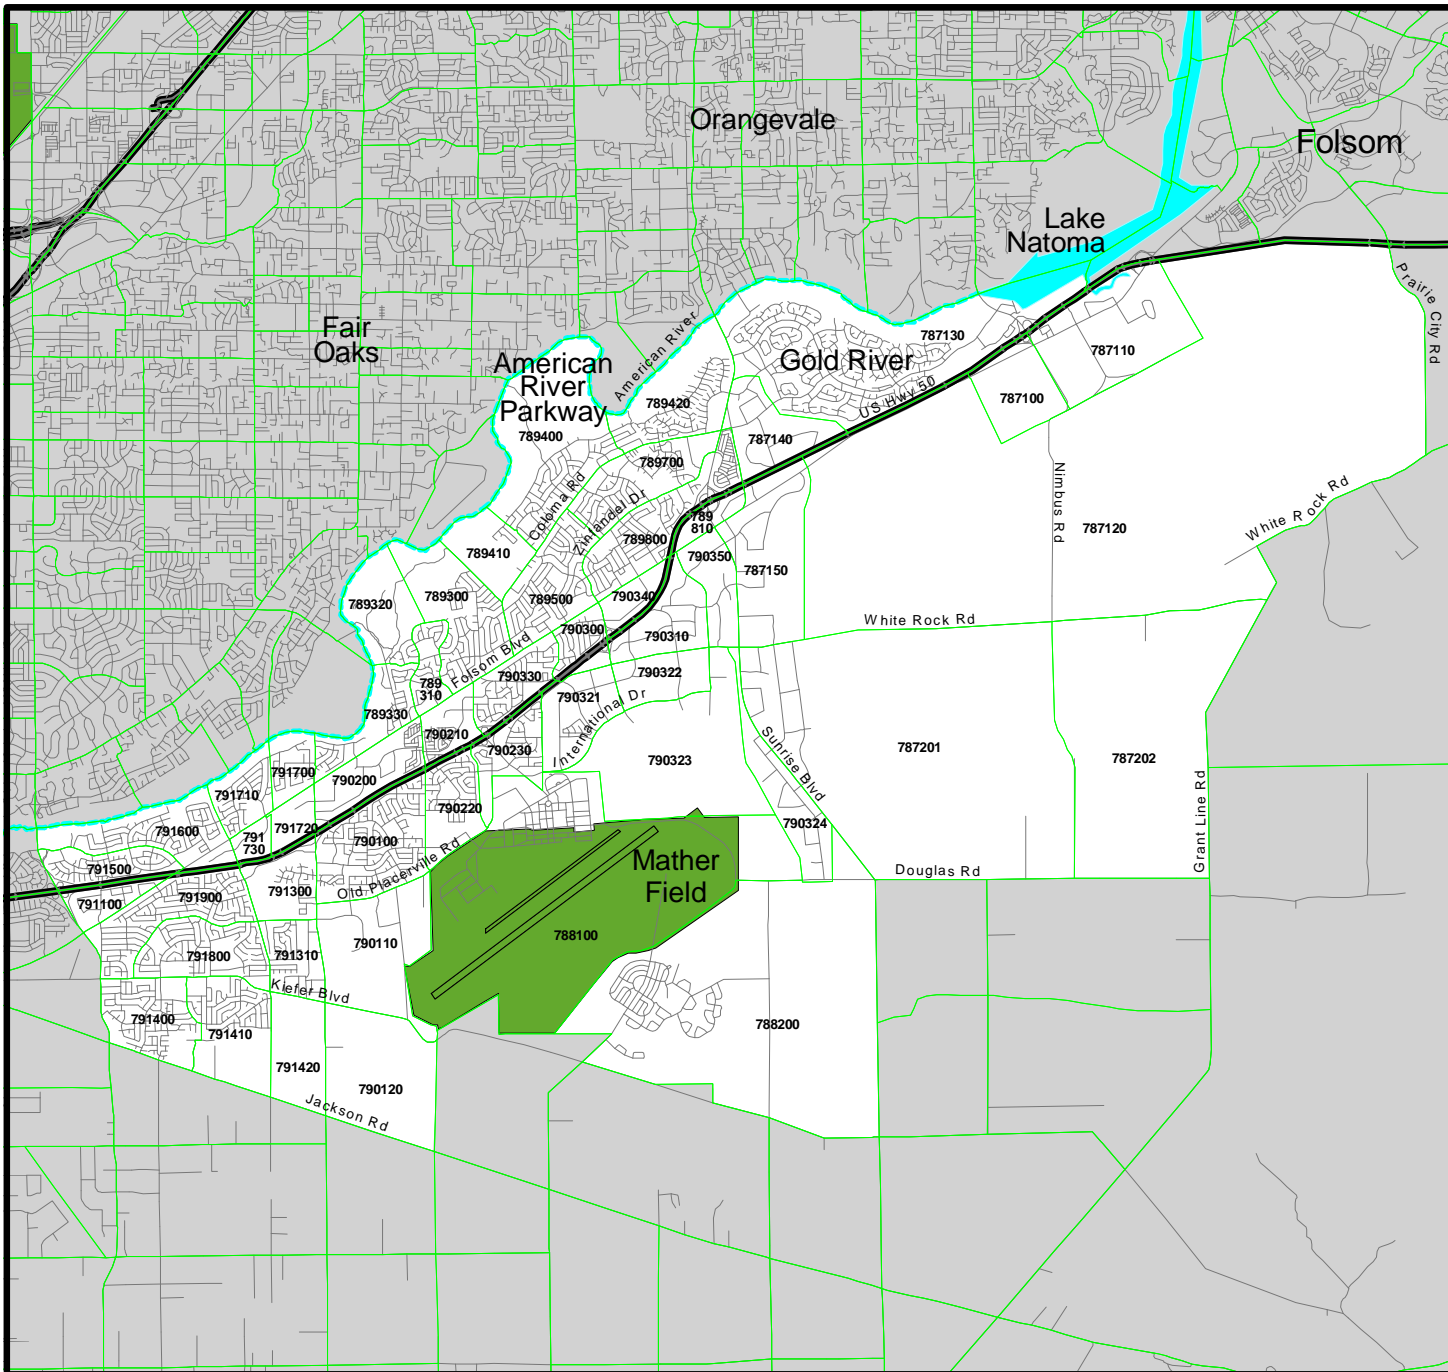 Orangevale
Folsom
Lake
Natoma
Prairie City Rd
Fair
Oaks
American
River
Parkway
American River
Gold River
787130
787110
787100
US Hwy 50
789420
789400
787140
789700
Coloma Rd
Zinfandel Dr
Nimbus Rd
White Rock Rd
787120
789
810
789800
789410
790350
787150
789320
789300
789500
790340
White Rock Rd
790300
790310
Folsom Blvd
789
310
790330
790322
790321
International Dr
789330
790210
790230
Sunrise Blvd
787201
787202
790323
791700
790200
791710
Grant Line Rd
790220
790324
791600
791
730
791720
790100
Old Placerville Rd
Mather
Field
Douglas Rd
791500
791100
791900
791300
788100
790110
791800
791310
Kiefer Blvd
791400
791410
788200
791420
790120
Jackson Rd